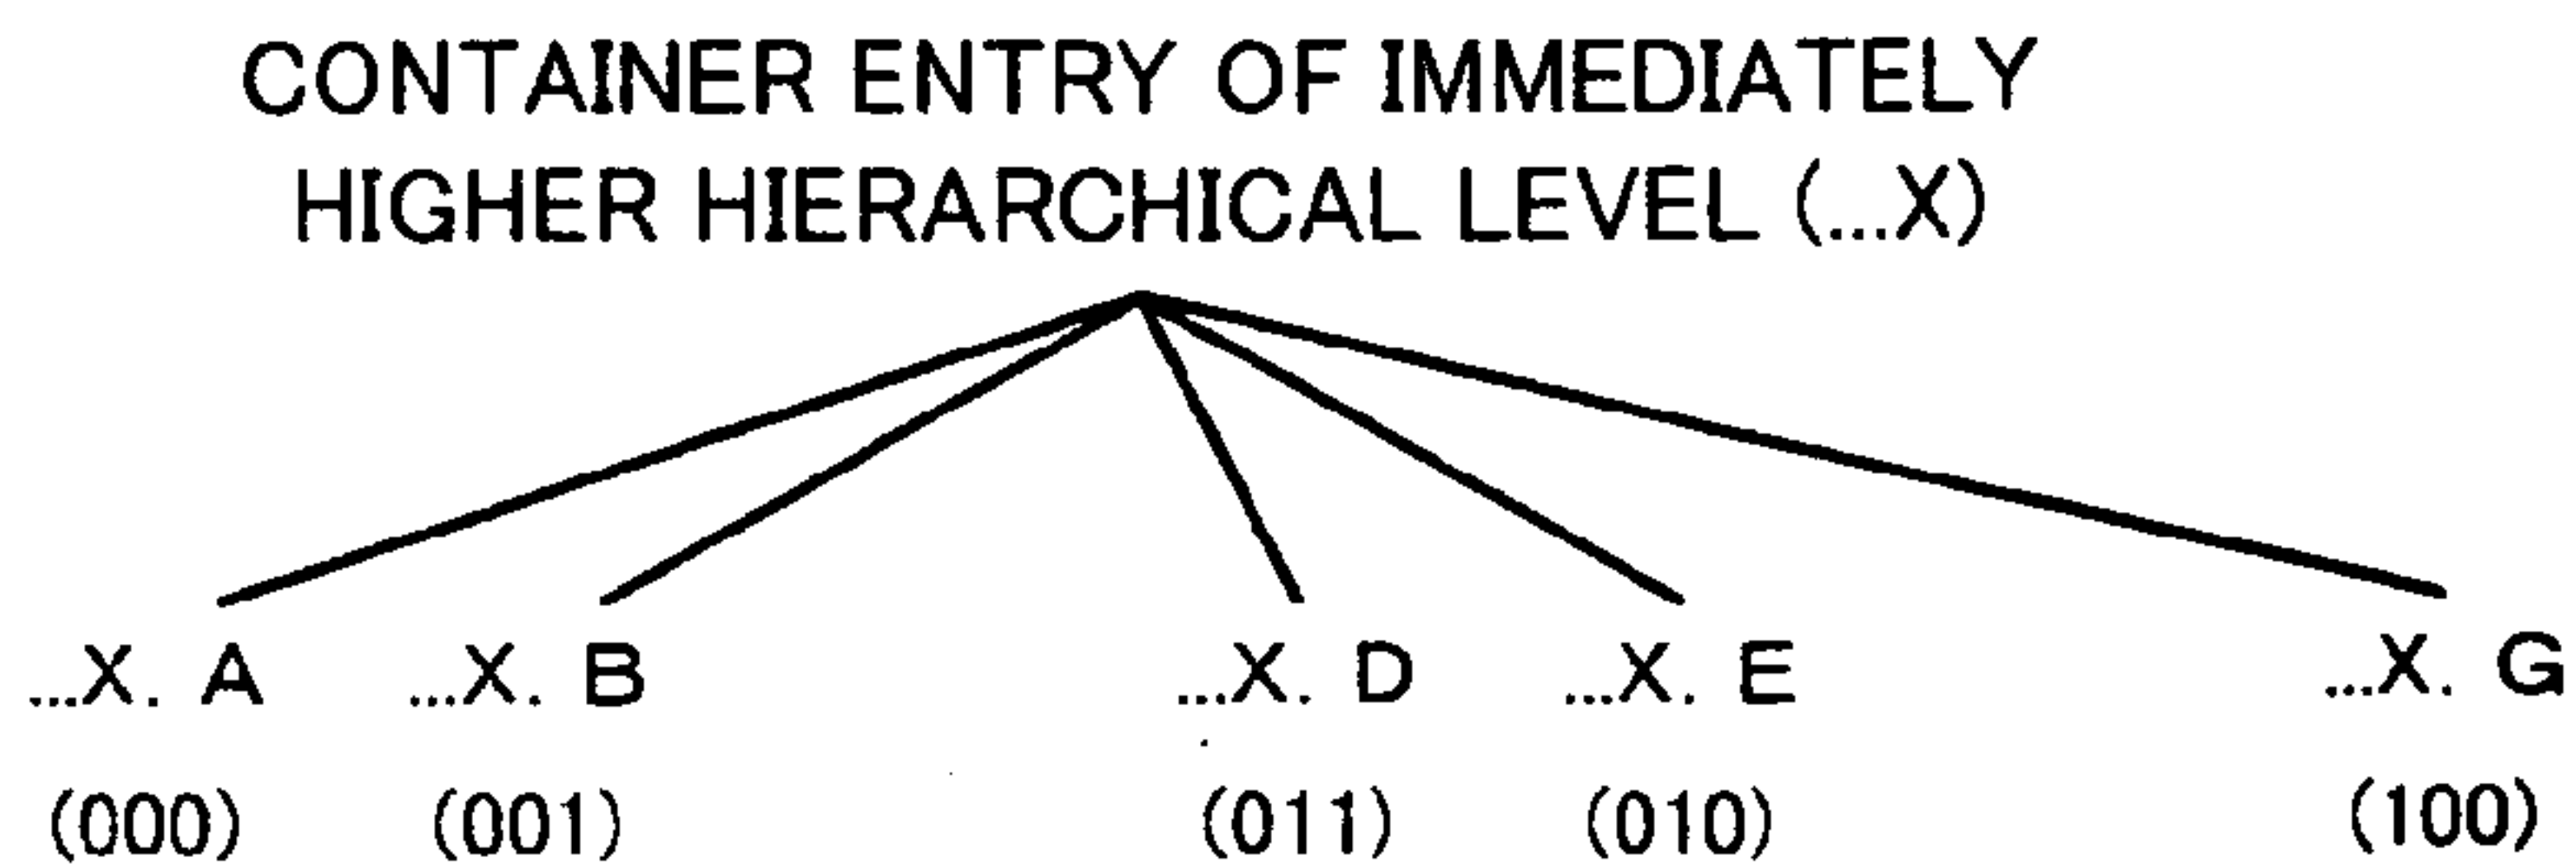 CONTAINER ENTRY OF IMMEDIATELY
HIGHER HIERARCHICAL LEVEL (...X)
...X. A ...X. B ...X. D ...X. E ...X. G
(000) (001) (011) (010) (100)